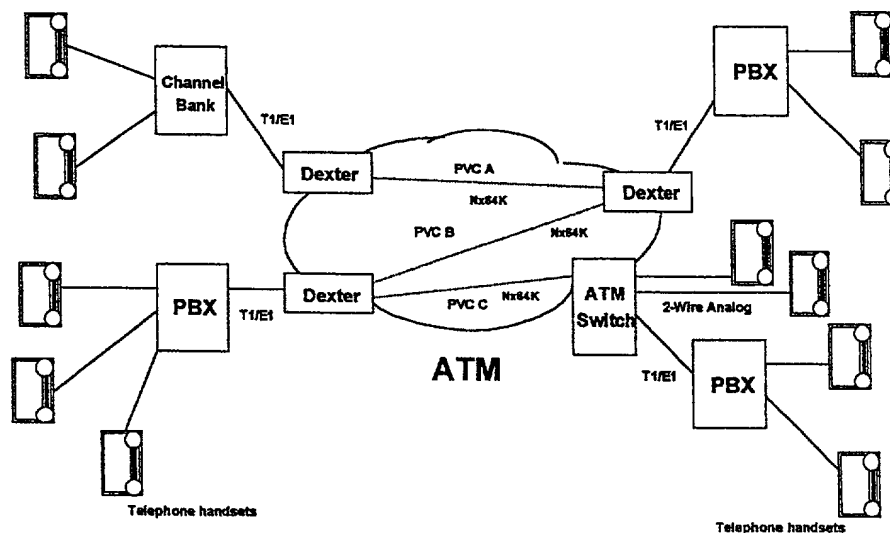 Channel
Bank
PBX
T1/E1
T1/E1
Dexter
PVC A
Dexter
Nx64K
PVC B
Nx64K
PBX
T1/E1
Dexter
PVC C
Nx64K
ATM
Switch
2-Wire Analog
ATM
T1/E1
PBX
Telephone handsets
Telephone handsets